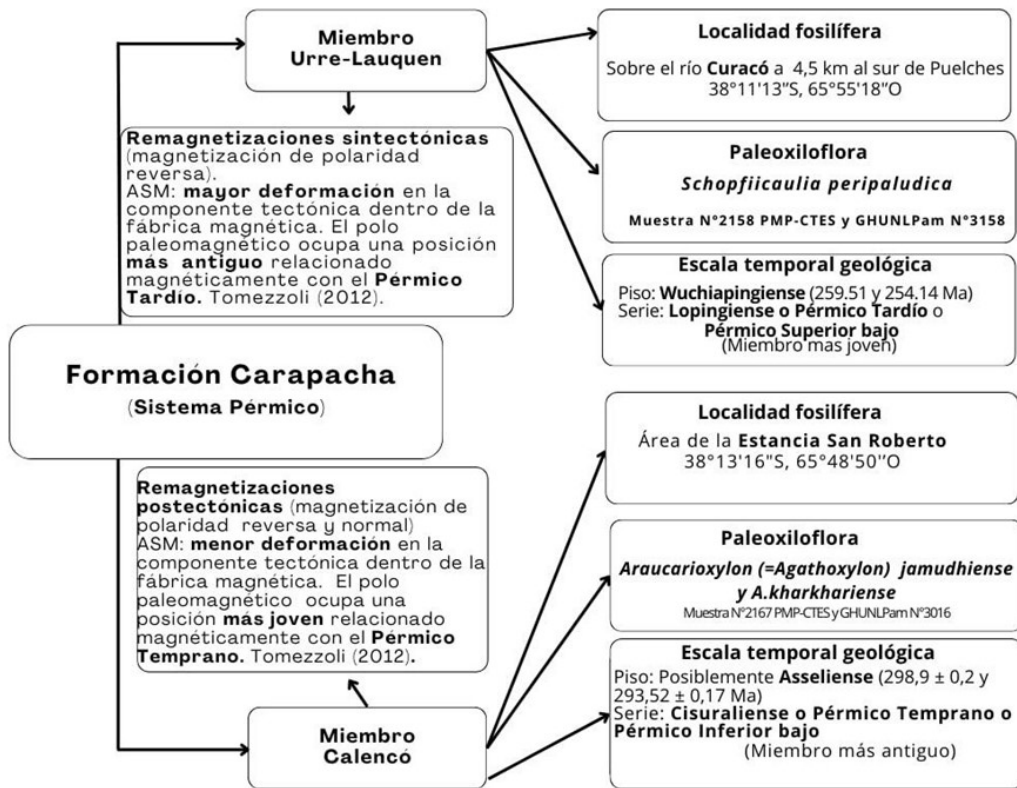 Miembro
Urre-Lauquen
Remagnetizaciones sintectónicas
(magnetización de polaridad
reversa).
ASM: mayor deformación en la
componente tectónica dentro de la
fábrica magnética. El polo
paleomagnético ocupa una posición
más antiguo relacionado
magnéticamente con el Pérmico
Tardío. Tomezzoli (2012).
Localidad fosilífera
Sobre el río Curacó a 4,5 km al sur de Puelches
38°11'13"S, 65°55'18"O
Paleoxiloflora
Schopfiicaulia peripaludica
Muestra N°2158 PMP-CTES y GHUNLPam N°3158
Escala temporal geológica
Piso: Wuchiapingiense (259.51 y 254.14 Ma)
Serie: Lopingiense o Pérmico Tardío o
Pérmico Superior bajo
(Miembro mas joven)
Formación Carapacha
(Sistema Pérmico)
Remagnetizaciones
postectónicas (magnetización de
polaridad reversa y normal)
ASM: menor deformación en la
componente tectónica dentro de la
fábrica magnética. El polo
paleomagnético ocupa una
posición más joven relacionado
magnéticamente con el Pérmico
Temprano. Tomezzoli (2012).
Miembro
Calencó
Localidad fosilífera
Área de la Estancia San Roberto
38°13'16"S, 65°48'50''O
Paleoxiloflora
Araucarioxylon (=Agathoxylon) jamudhiense
y A.kharkhariense
Muestra N°2167 PMP-CTES y GHUNLPam N°3016
Escala temporal geológica
Piso: Posiblemente Asseliense (298,9 ± 0,2 y
293,52 ± 0,17 Ma)
Serie: Cisuraliense o Pérmico Temprano o
Pérmico Inferior bajo
(Miembro más antiguo)